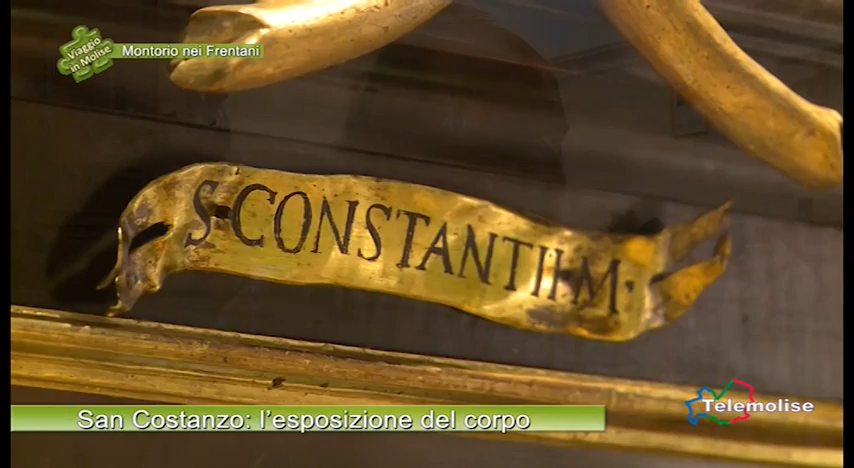 Viaggio
in Molise
Montorio nei Frentani
S·CONSTANTII·M·
San Costanzo: l'esposizione del corpo
Telemolise